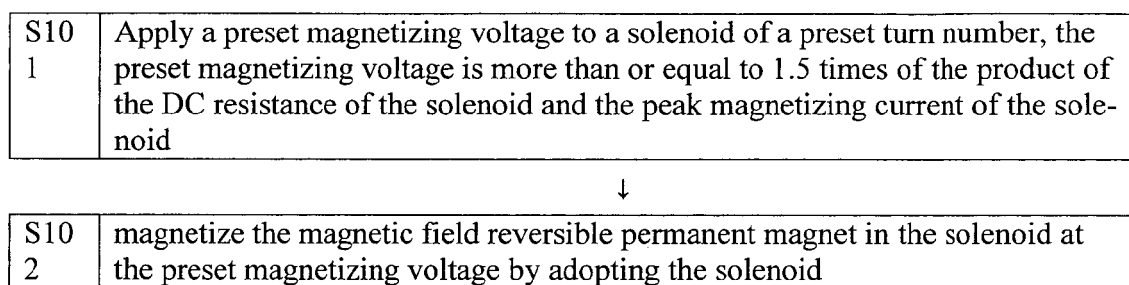 S10 Apply a preset magnetizing voltage to a solenoid of a preset turn number, the
1 preset magnetizing voltage is more than or equal to 1.5 times of the product of
the DC resistance of the solenoid and the peak magnetizing current of the sole-
noid
↓
S10 magnetize the magnetic field reversible permanent magnet in the solenoid at
2 the preset magnetizing voltage by adopting the solenoid